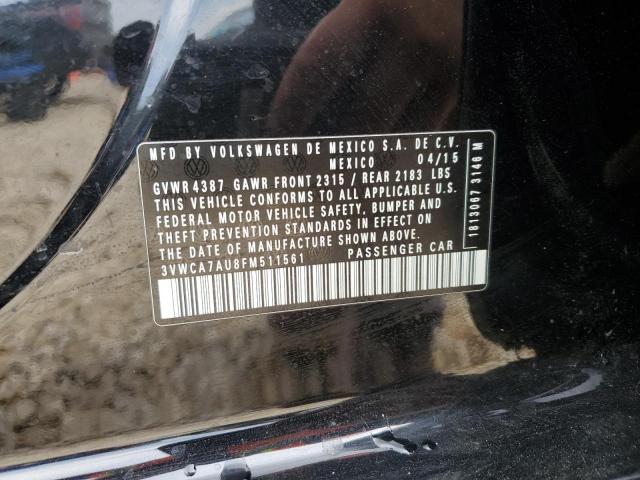 MFD BY VOLKSWAGEN DE MEXICO S.A. DE C.V.
MEXICO 04/15
GVWR 4387 GAWR FRONT 2315 / REAR 2183 LBS
THIS VEHICLE CONFORMS TO ALL APPLICABLE U.S.
FEDERAL MOTOR VEHICLE SAFETY, BUMPER AND
THEFT PREVENTION STANDARDS IN EFFECT ON
THE DATE OF MANUFACTURE SHOWN ABOVE.
3VWCA7AU8FM511561 PASSENGER CAR
1813067 3146 M